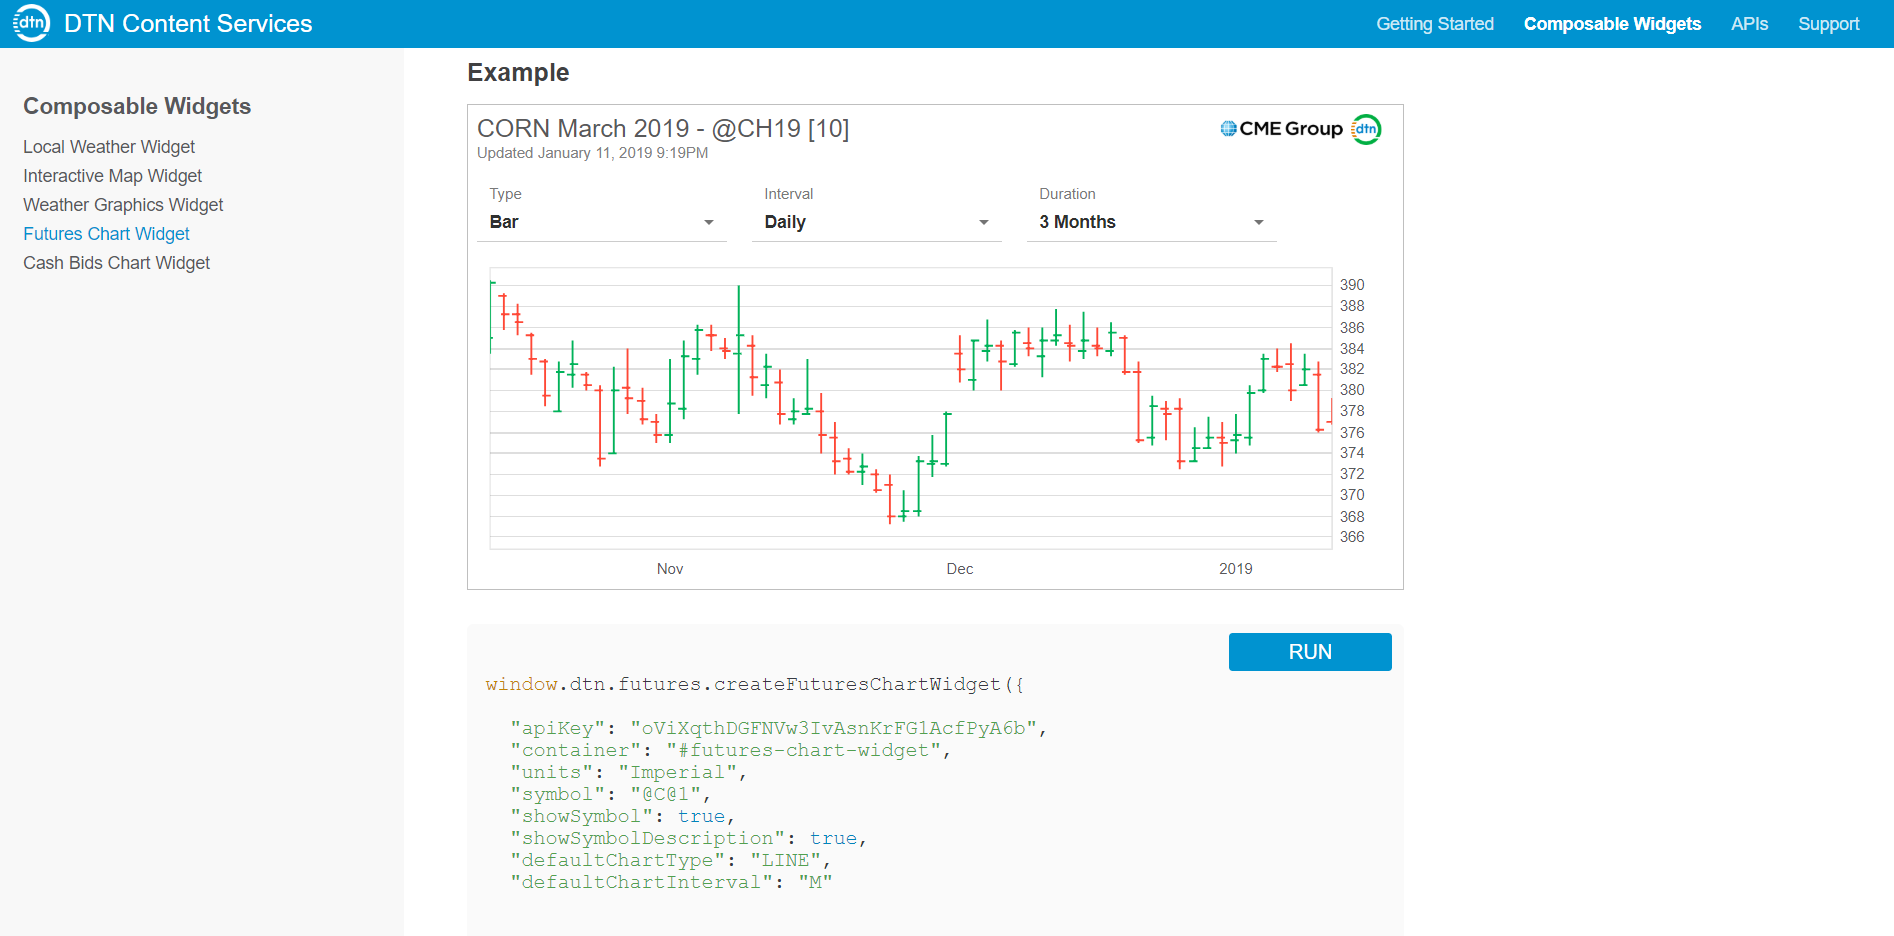 dtn DTN Content Services
Getting Started Composable Widgets APIs Support
Composable Widgets
Local Weather Widget
Interactive Map Widget
Weather Graphics Widget
Futures Chart Widget
Cash Bids Chart Widget
Example
CORN March 2019 - @CH19 [10]
CME Group dtn
Updated January 11, 2019 9:19PM
Type Interval Duration
Bar Daily 3 Months
390
388
386
384
382
380
378
376
374
372
370
368
366
Nov Dec 2019
RUN
window.dtn.futures.createFuturesChartWidget({
"apiKey": "oViXqthDGFNVw3IvAsnKrFG1AcfPyA6b",
"container": "#futures-chart-widget",
"units": "Imperial",
"symbol": "@C@1",
"showSymbol": true,
"showSymbolDescription": true,
"defaultChartType": "LINE",
"defaultChartInterval": "M"